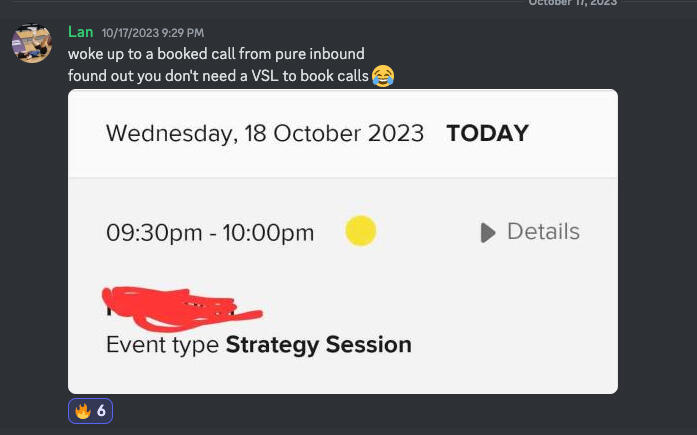 October 17, 2023
Lan 10/17/2023 9:29 PM
woke up to a booked call from pure inbound
found out you don't need a VSL to book calls 😂
Wednesday, 18 October 2023 TODAY
09:30pm - 10:00pm Details
Event type Strategy Session
🔥 6